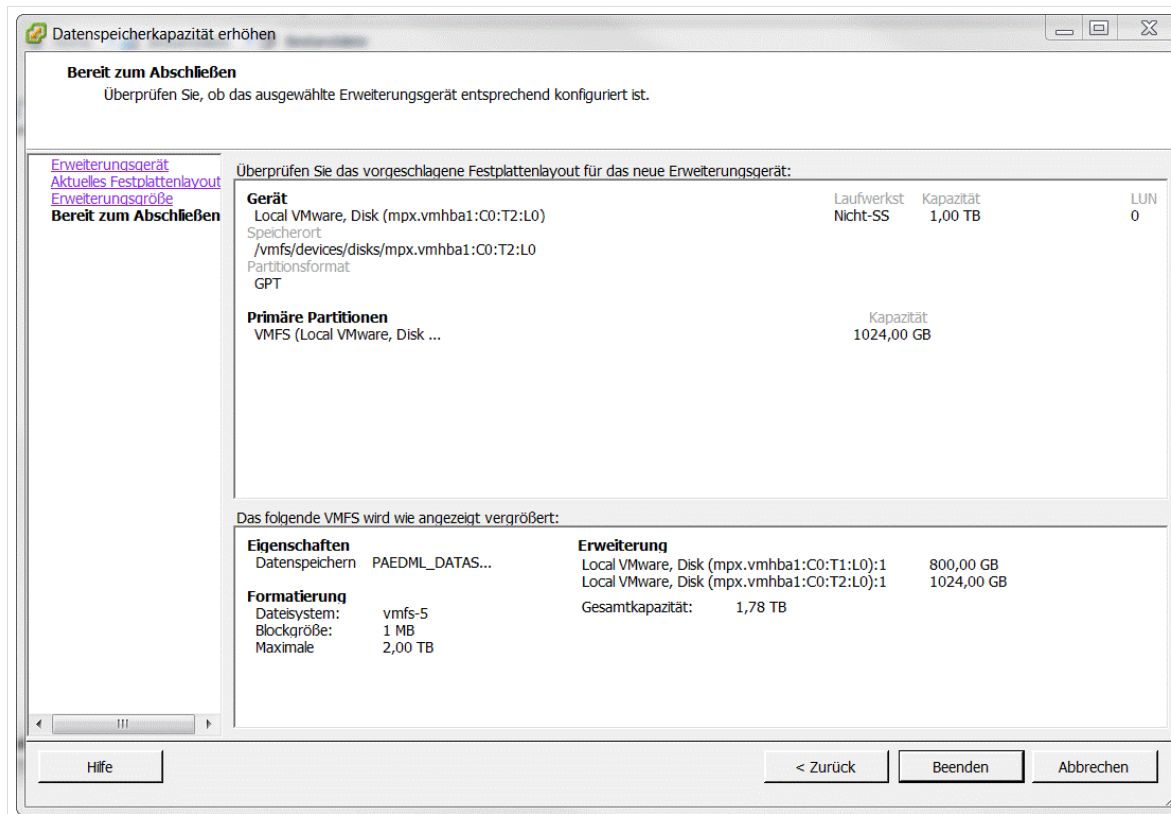 Datenspeicherkapazität erhöhen
Bereit zum Abschließen
Überprüfen Sie, ob das ausgewählte Erweiterungsgerät entsprechend konfiguriert ist.
Erweiterungsgerät
Aktuelles Festplattenlayout
Erweiterungsgröße
Bereit zum Abschließen
Überprüfen Sie das vorgeschlagene Festplattenlayout für das neue Erweiterungsgerät:
Gerät Laufwerkst Kapazität LUN
Local VMware, Disk (mpx.vmhba1:C0:T2:L0) Nicht-SS 1,00 TB 0
Speicherort
/vmfs/devices/disks/mpx.vmhba1:C0:T2:L0
Partitionsformat
GPT
Primäre Partitionen Kapazität
VMFS (Local VMware, Disk ... 1024,00 GB
Das folgende VMFS wird wie angezeigt vergrößert:
Eigenschaften
Datenspeichern PAEDML_DATAS...
Formatierung
Dateisystem: vmfs-5
Blockgröße: 1 MB
Maximale 2,00 TB
Erweiterung
Local VMware, Disk (mpx.vmhba1:C0:T1:L0):1 800,00 GB
Local VMware, Disk (mpx.vmhba1:C0:T2:L0):1 1024,00 GB
Gesamtkapazität: 1,78 TB
Hilfe < Zurück Beenden Abbrechen